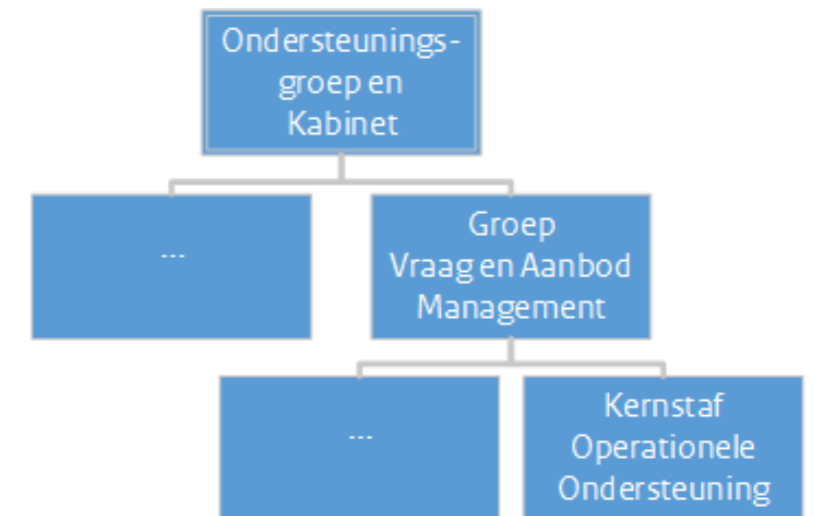 Ondersteunings-
groep en
Kabinet
...
Groep
Vraag en Aanbod
Management
...
Kernstaf
Operationele
Ondersteuning